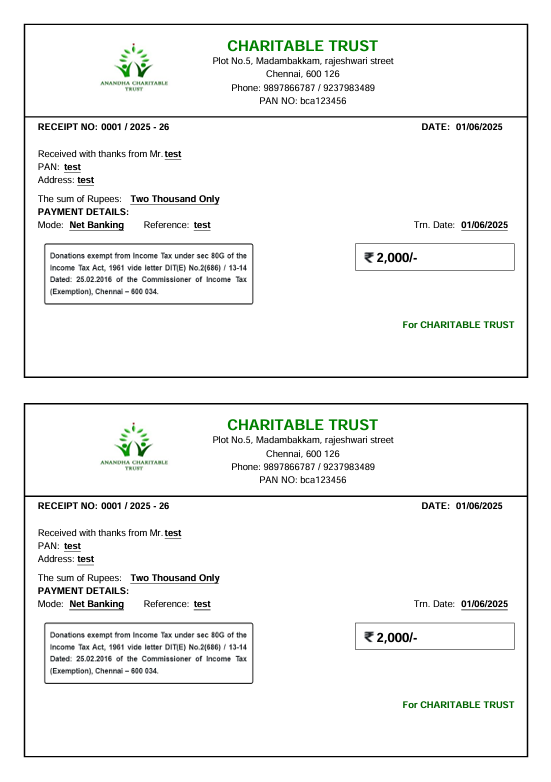 CHARITABLE TRUST
Plot No.5, Madambakkam, rajeshwari street
Chennai, 600 126
Phone: 9897866787 / 9237983489
PAN NO: bca123456
ANANDHA CHARITABLE
TRUST
RECEIPT NO: 0001 / 2025 - 26 DATE: 01/06/2025
Received with thanks from Mr. test
PAN: test
Address: test
The sum of Rupees: Two Thousand Only
PAYMENT DETAILS:
Mode: Net Banking Reference: test Trn. Date: 01/06/2025
Donations exempt from Income Tax under sec 80G of the
Income Tax Act, 1961 vide letter DIT(E) No.2(686) / 13-14
Dated: 25.02.2016 of the Commissioner of Income Tax
(Exemption), Chennai – 600 034.
₹ 2,000/-
For CHARITABLE TRUST
CHARITABLE TRUST
Plot No.5, Madambakkam, rajeshwari street
Chennai, 600 126
Phone: 9897866787 / 9237983489
PAN NO: bca123456
ANANDHA CHARITABLE
TRUST
RECEIPT NO: 0001 / 2025 - 26 DATE: 01/06/2025
Received with thanks from Mr. test
PAN: test
Address: test
The sum of Rupees: Two Thousand Only
PAYMENT DETAILS:
Mode: Net Banking Reference: test Trn. Date: 01/06/2025
Donations exempt from Income Tax under sec 80G of the
Income Tax Act, 1961 vide letter DIT(E) No.2(686) / 13-14
Dated: 25.02.2016 of the Commissioner of Income Tax
(Exemption), Chennai – 600 034.
₹ 2,000/-
For CHARITABLE TRUST